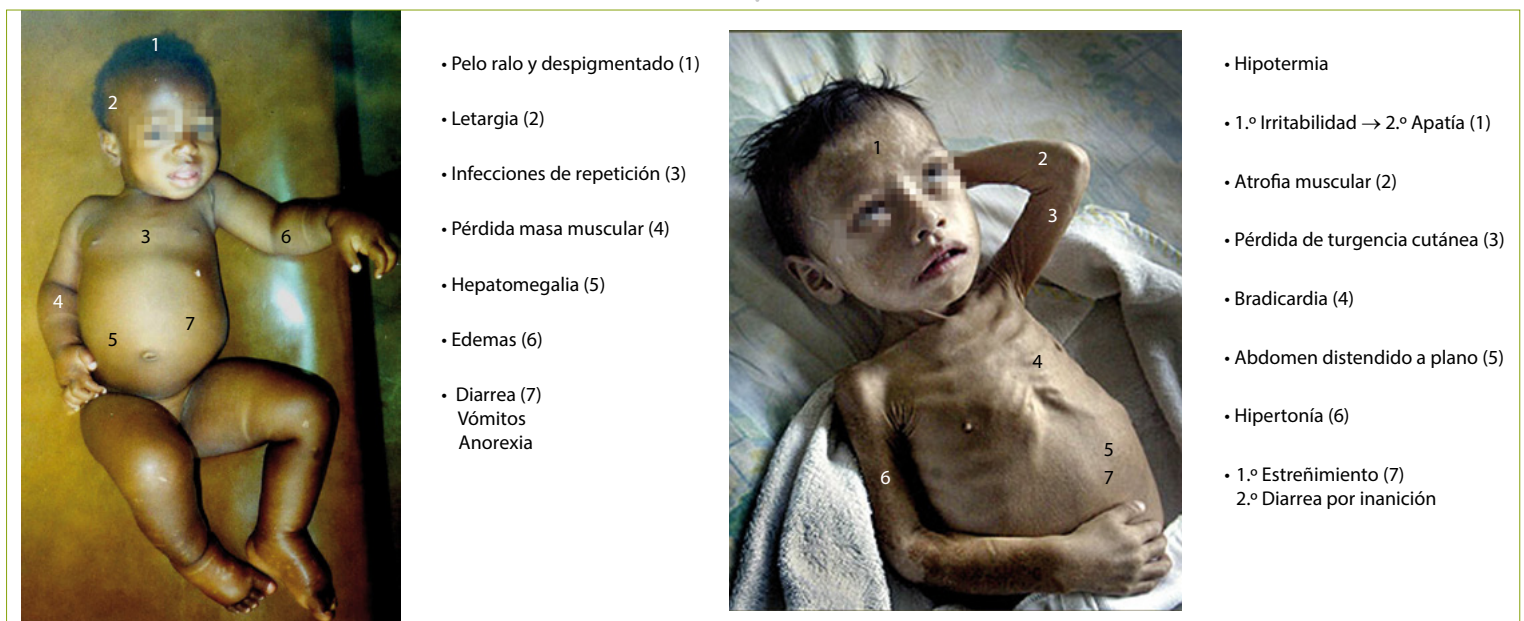 1
2
3
6
4
7
5
• Pelo ralo y despigmentado (1)
• Letargia (2)
• Infecciones de repetición (3)
• Pérdida masa muscular (4)
• Hepatomegalia (5)
• Edemas (6)
• Diarrea (7)
Vómitos
Anorexia
1
2
3
4
5
6
7
• Hipotermia
• 1.º Irritabilidad → 2.º Apatía (1)
• Atrofia muscular (2)
• Pérdida de turgencia cutánea (3)
• Bradicardia (4)
• Abdomen distendido a plano (5)
• Hipertonía (6)
• 1.º Estreñimiento (7)
2.º Diarrea por inanición